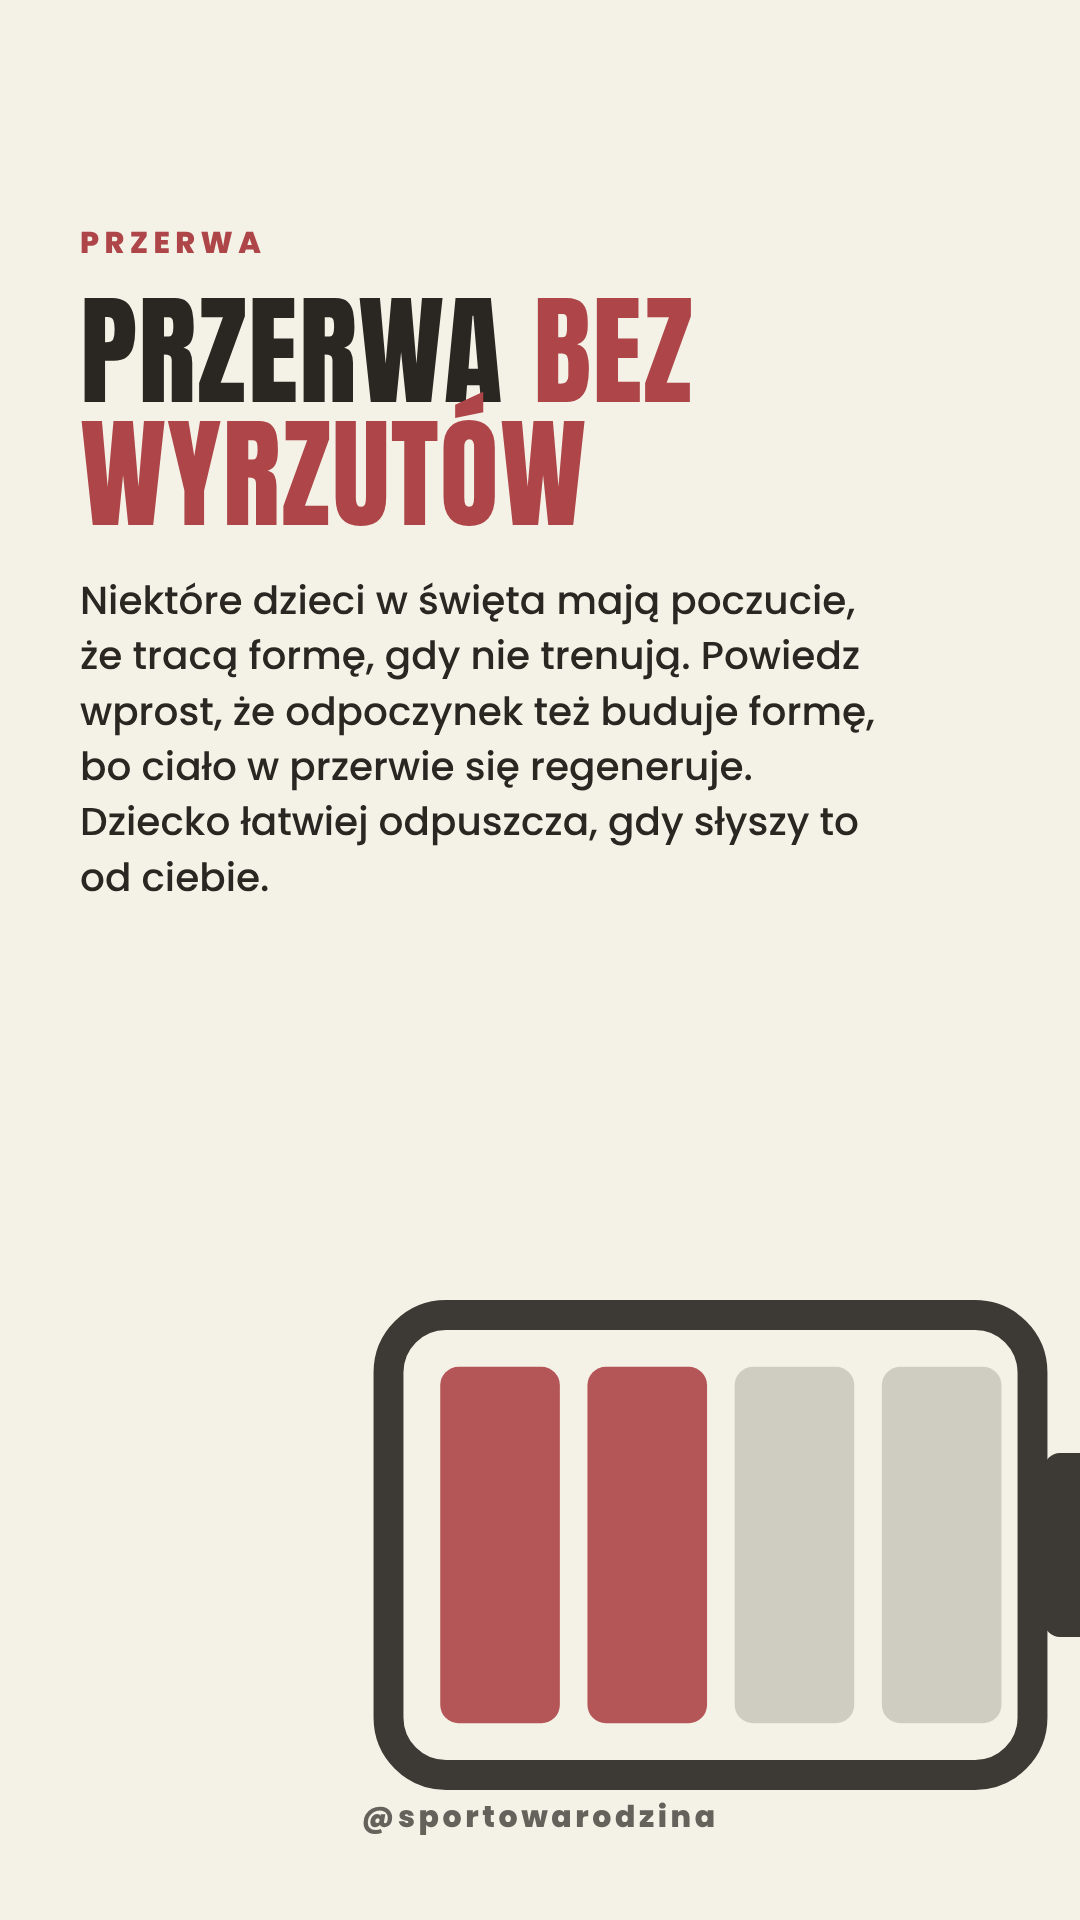 PRZERWA
PRZERWA BEZ
WYRZUTÓW
Niektóre dzieci w święta mają poczucie,
że tracą formę, gdy nie trenują. Powiedz
wprost, że odpoczynek też buduje formę,
bo ciało w przerwie się regeneruje.
Dziecko łatwiej odpuszcza, gdy słyszy to
od ciebie.
@sportowarodzina